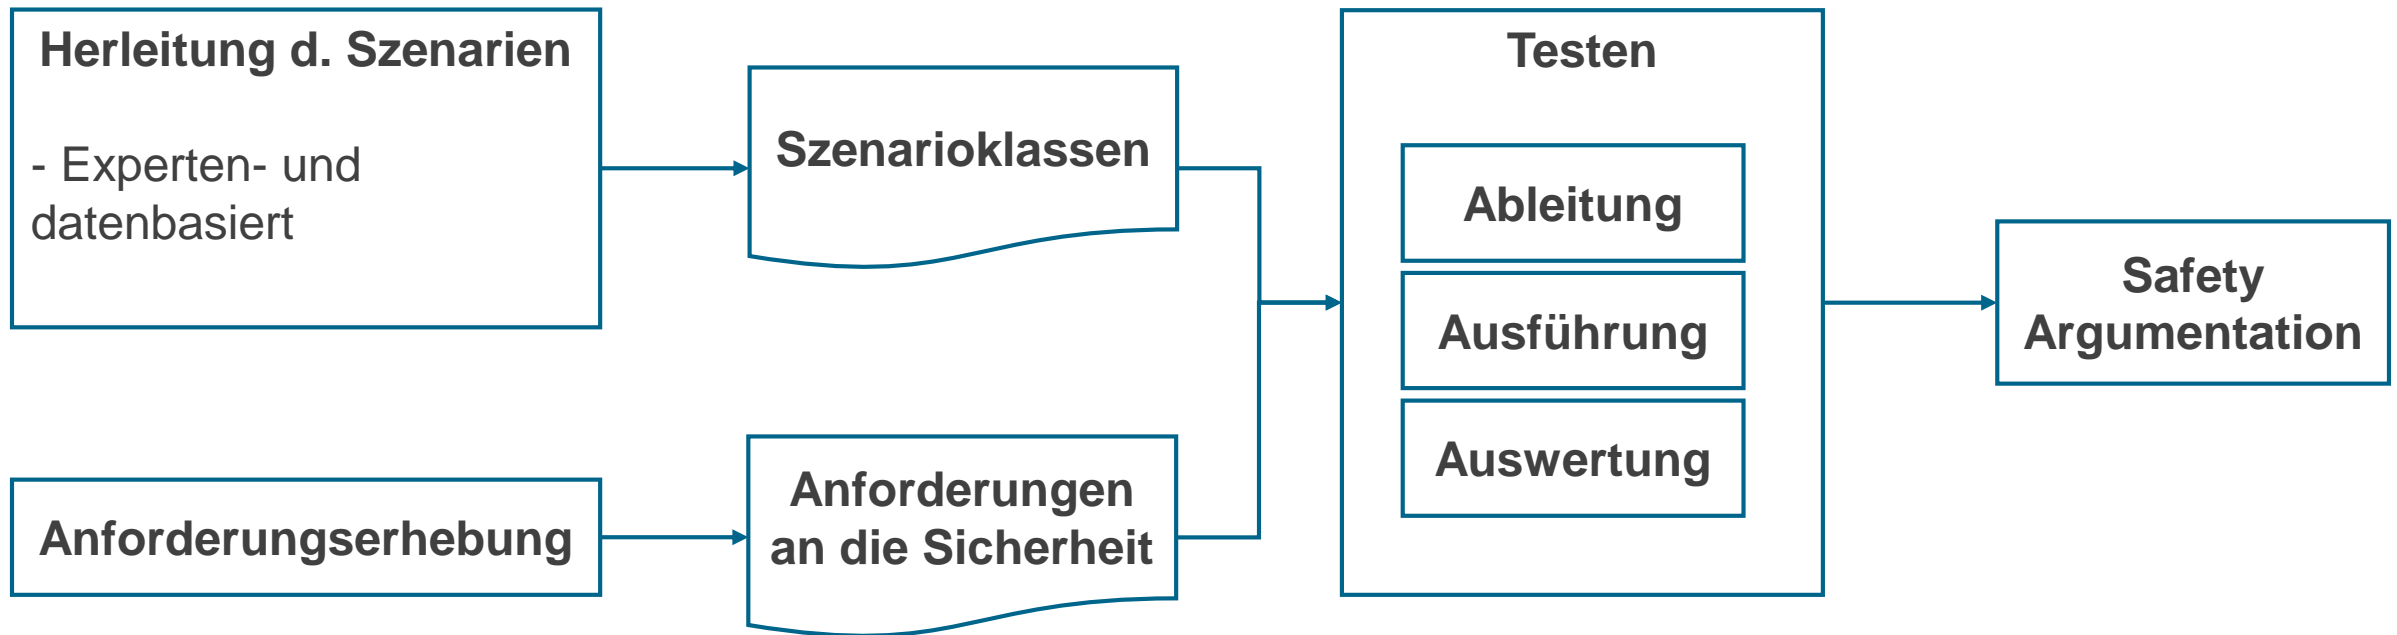 Herleitung d. Szenarien
- Experten- und
datenbasiert
Szenarioklassen
Anforderungserhebung
Anforderungen
an die Sicherheit
Testen
Ableitung
Ausführung
Auswertung
Safety
Argumentation